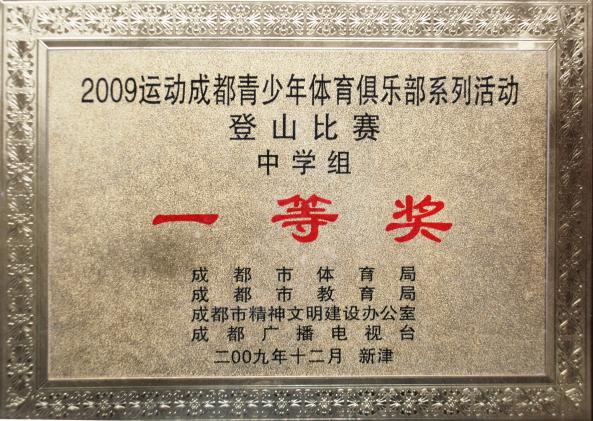 2009运动成都青少年体育俱乐部系列活动
登山比赛
中学组
一等奖
成都市体育局
成都市教育局
成都市精神文明建设办公室
成都广播电视台
二00九年十二月 新津